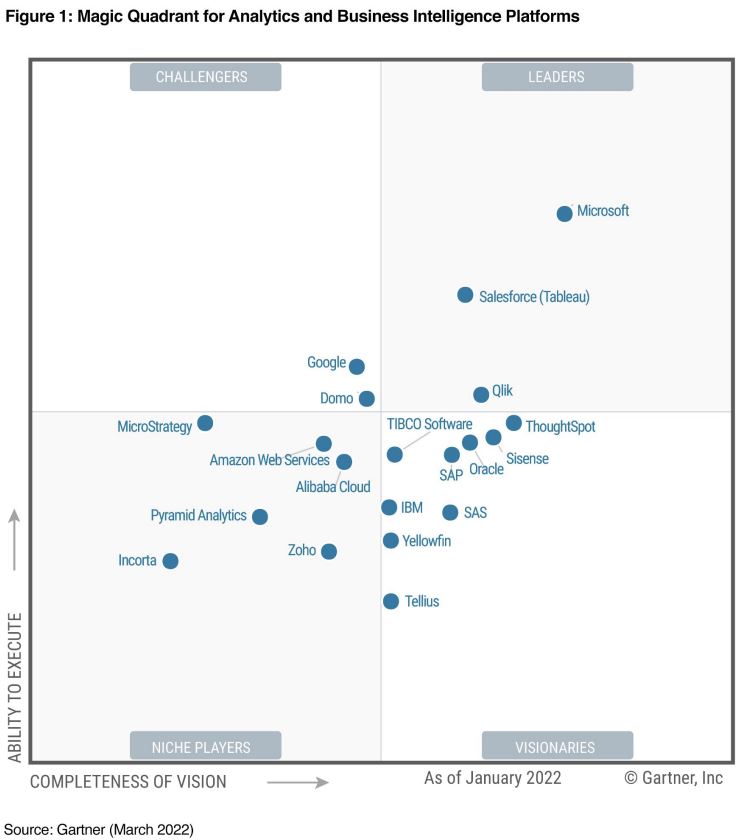 Figure 1: Magic Quadrant for Analytics and Business Intelligence Platforms
CHALLENGERS
LEADERS
Microsoft
Salesforce (Tableau)
Google
Domo
Qlik
MicroStrategy
TIBCO Software
ThoughtSpot
Amazon Web Services
Sisense
Oracle
SAP
Alibaba Cloud
IBM
SAS
Pyramid Analytics
Yellowfin
Zoho
Incorta
Tellius
ABILITY TO EXECUTE
NICHE PLAYERS
VISIONARIES
COMPLETENESS OF VISION
As of January 2022
© Gartner, Inc
Source: Gartner (March 2022)